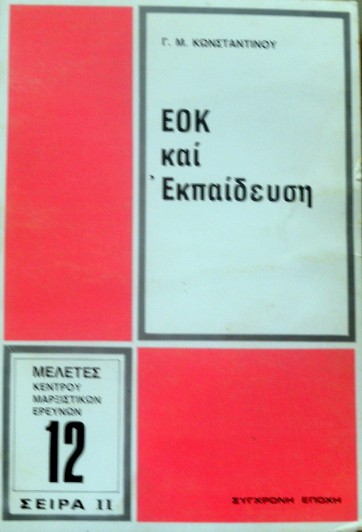 Γ. Μ. ΚΩΝΣΤΑΝΤΙΝΟΥ
ΕΟΚ
καί
Ἐκπαίδευση
ΜΕΛΕΤΕΣ
ΚΕΝΤΡΟΥ
ΜΑΡΞΙΣΤΙΚΩΝ
ΕΡΕΥΝΩΝ
12
ΣΕΙΡΑ ΙΙ
ΣΥΓΧΡΟΝΗ ΕΠΟΧΗ